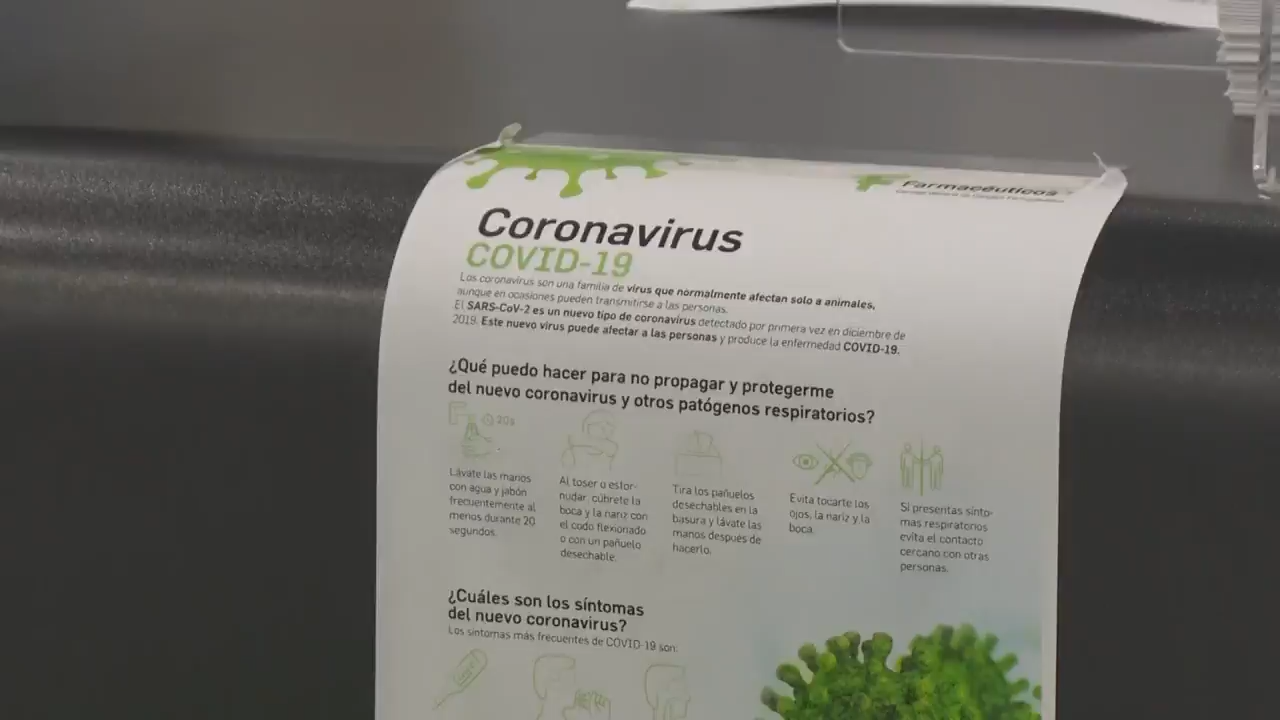 Farmacéuticos
Coronavirus
COVID-19
Los coronavirus son una familia de virus que normalmente afectan solo a animales,
aunque en ocasiones pueden transmitirse a las personas.
El SARS-CoV-2 es un nuevo tipo de coronavirus detectado por primera vez en diciembre de
2019. Este nuevo virus puede afectar a las personas y produce la enfermedad COVID-19.
¿Qué puedo hacer para no propagar y protegerme
del nuevo coronavirus y otros patógenos respiratorios?
20s
Lávate las manos
con agua y jabón
frecuentemente al
menos durante 20
segundos.
Al toser o estor-
nudar, cúbrete la
boca y la nariz con
el codo flexionado
o con un pañuelo
desechable.
Tira los pañuelos
desechables en la
basura y lávate las
manos después de
hacerlo.
Evita tocarte los
ojos, la nariz y la
boca.
Si presentas sínto-
mas respiratorios
evita el contacto
cercano con otras
personas.
¿Cuáles son los síntomas
del nuevo coronavirus?
Los síntomas más frecuentes de COVID-19 son: